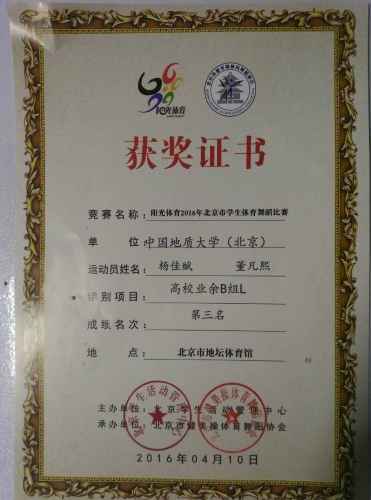 阳光体育
获奖证书
竞赛名称：阳光体育2016年北京市学生体育舞蹈比赛
单位：中国地质大学（北京）
运动员姓名：杨佳赋 董凡熙
组别项目：高校业余B组L
成绩名次：第三名
地点：北京市地坛体育馆
61
主办单位：北京学生活动管理中心
承办单位：北京市健美操体育舞蹈协会
2016年04月10日